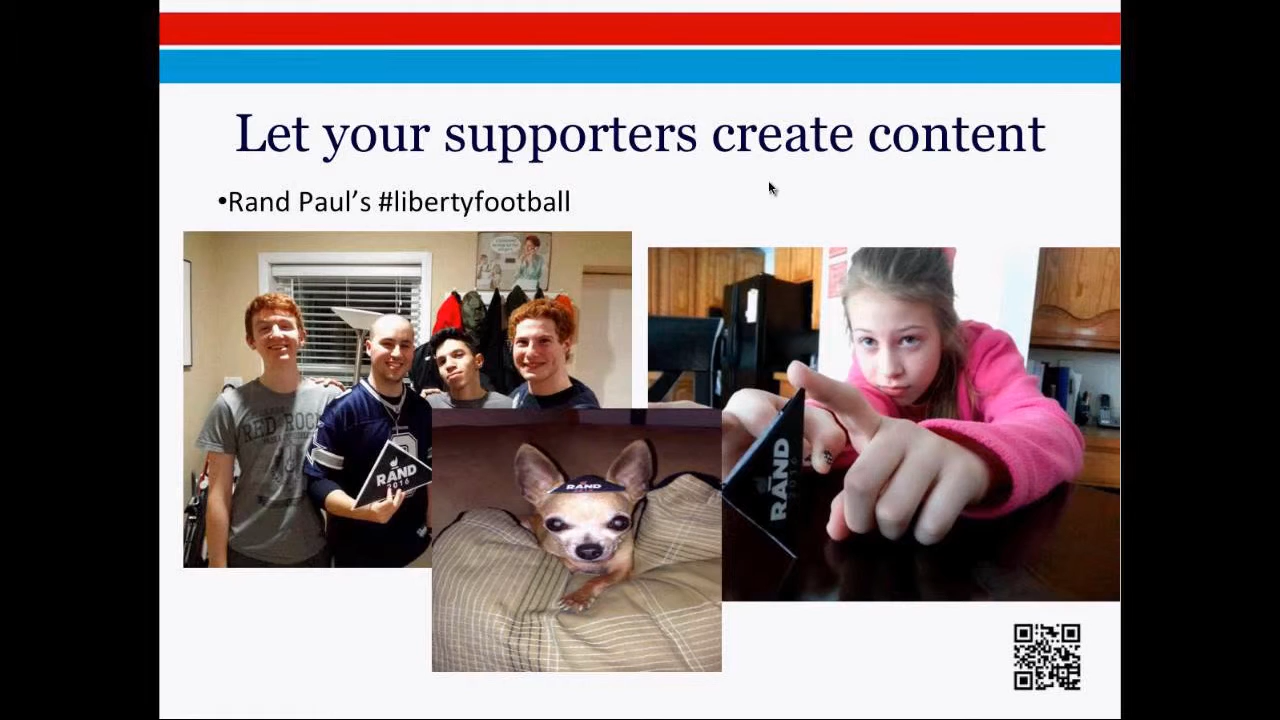 Let your supporters create content
•Rand Paul’s #libertyfootball
RED ROCK
RAND
2016
RAND
RAND
2016